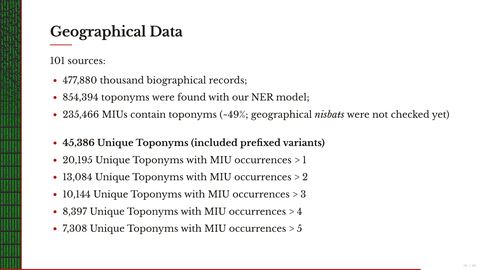 Geographical Data
101 sources:
• 477,880 thousand biographical records;
• 854,394 toponyms were found with our NER model;
• 235,466 MIUs contain toponyms (~49%; geographical nisbats were not checked yet)
• 45,386 Unique Toponyms (included prefixed variants)
• 20,195 Unique Toponyms with MIU occurrences > 1
• 13,084 Unique Toponyms with MIU occurrences > 2
• 10,144 Unique Toponyms with MIU occurrences > 3
• 8,397 Unique Toponyms with MIU occurrences > 4
• 7,308 Unique Toponyms with MIU occurrences > 5